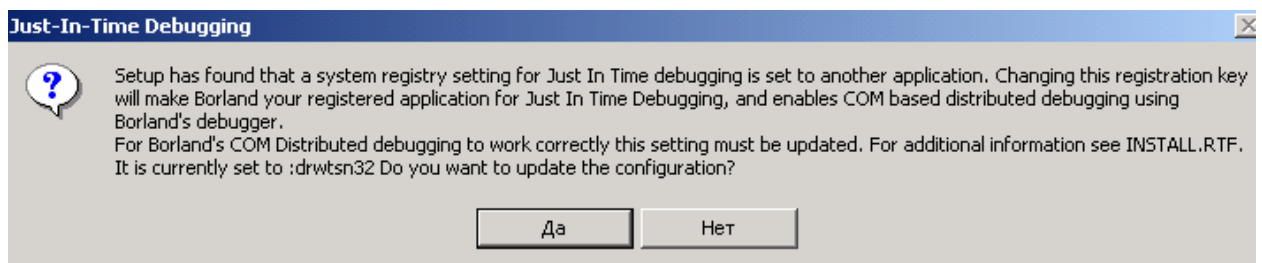 Just-In-Time Debugging
Setup has found that a system registry setting for Just In Time debugging is set to another application. Changing this registration key
will make Borland your registered application for Just In Time Debugging, and enables COM based distributed debugging using
Borland's debugger.
For Borland's COM Distributed debugging to work correctly this setting must be updated. For additional information see INSTALL.RTF.
It is currently set to :drwtsn32 Do you want to update the configuration?
Да Нет